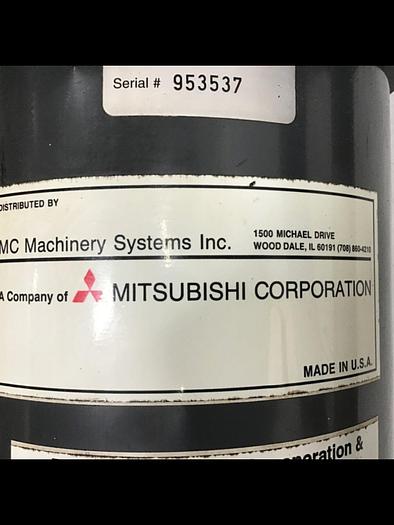 Serial # 953537
DISTRIBUTED BY
MC Machinery Systems Inc.
1500 MICHAEL DRIVE
WOOD DALE, IL 60191 (708) 860-4210
A Company of MITSUBISHI CORPORATION
MADE IN U.S.A.
&